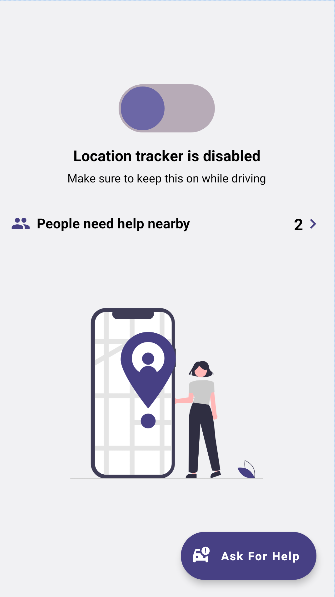 Location tracker is disabled
Make sure to keep this on while driving
People need help nearby 2
Ask For Help